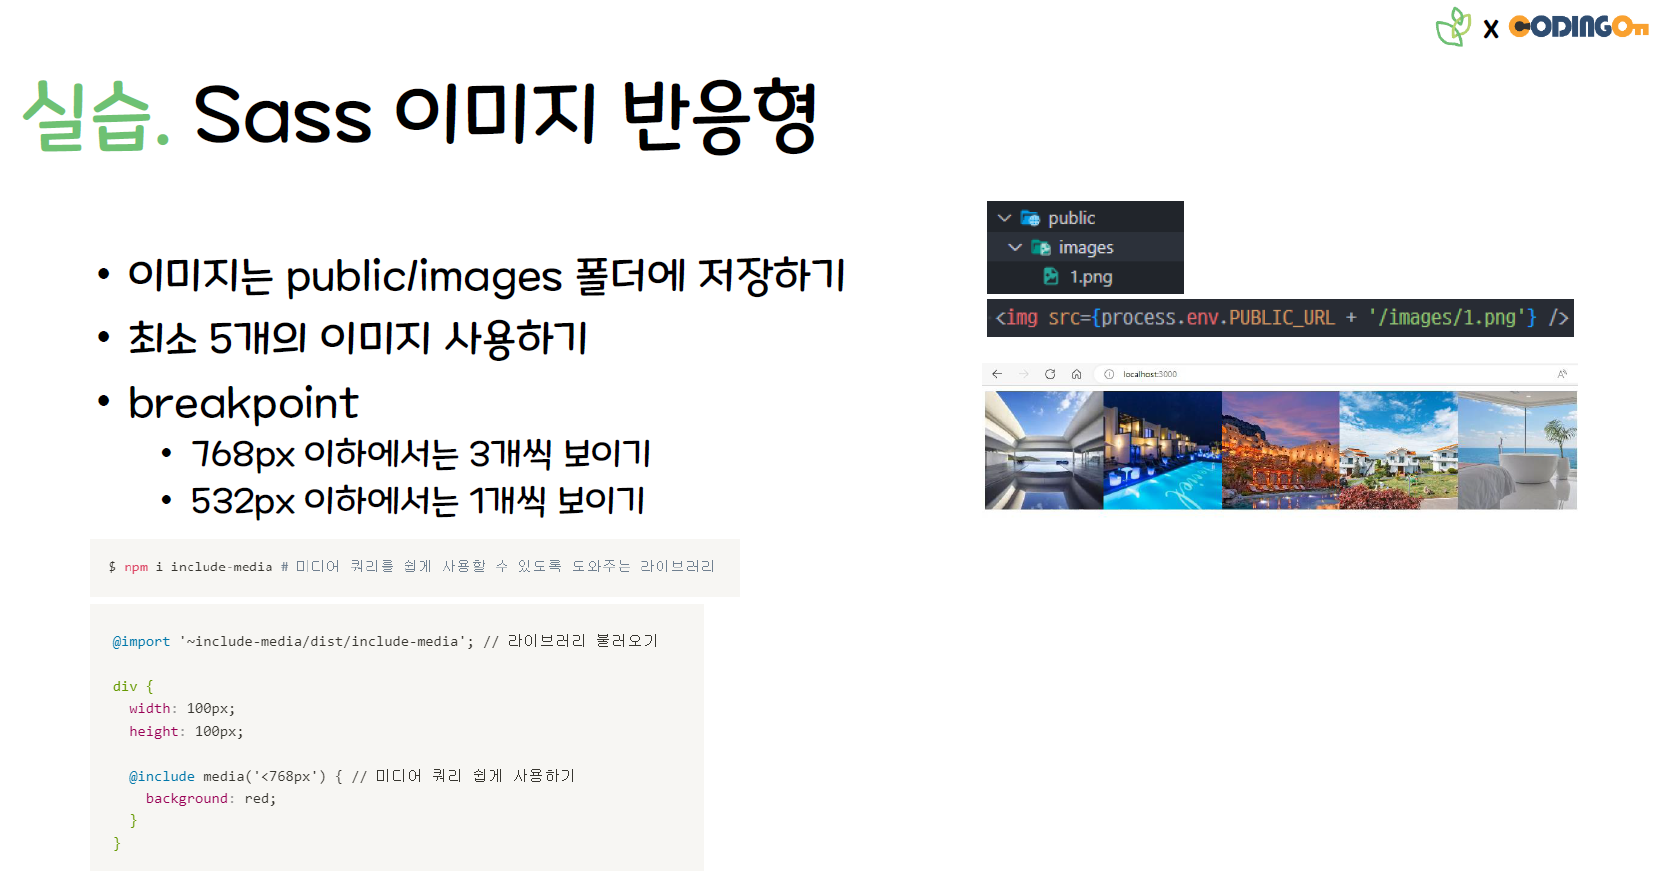 X CODINGOn
실습. Sass 이미지 반응형
• 이미지는 public/images 폴더에 저장하기
• 최소 5개의 이미지 사용하기
• breakpoint
• 768px 이하에서는 3개씩 보이기
• 532px 이하에서는 1개씩 보이기
$ npm i include-media # 미디어 쿼리를 쉽게 사용할 수 있도록 도와주는 라이브러리
@import '~include-media/dist/include-media'; // 라이브러리 불러오기
div {
width: 100px;
height: 100px;
@include media('<768px') { // 미디어 쿼리 쉽게 사용하기
background: red;
}
}
public
images
1.png
<img src={process.env.PUBLIC_URL + '/images/1.png'} />
localhost:3000